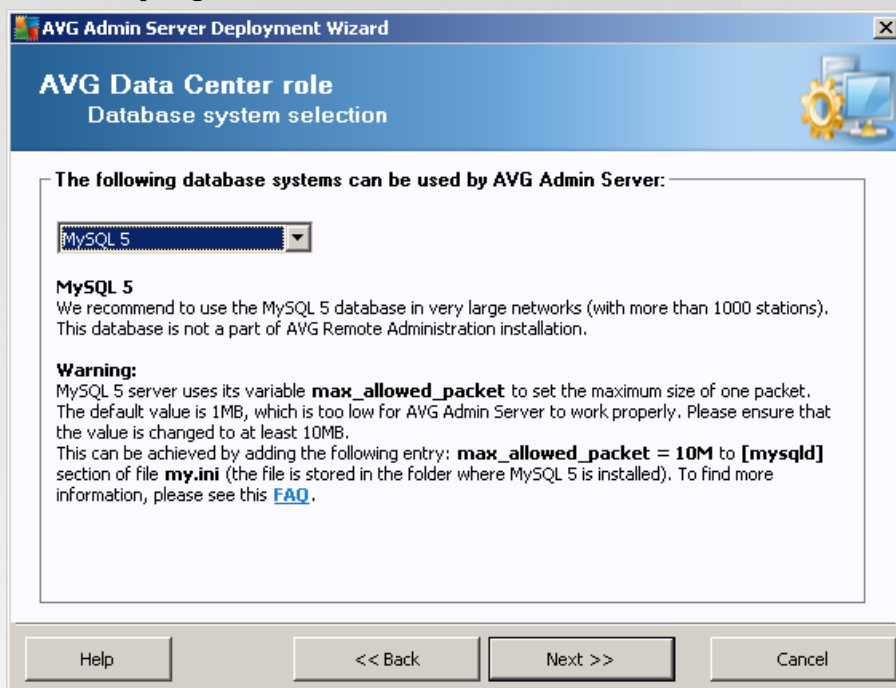 AVG Admin Server Deployment Wizard
AVG Data Center role
Database system selection
The following database systems can be used by AVG Admin Server:
MySQL 5
MySQL 5
We recommend to use the MySQL 5 database in very large networks (with more than 1000 stations).
This database is not a part of AVG Remote Administration installation.
Warning:
MySQL 5 server uses its variable max_allowed_packet to set the maximum size of one packet.
The default value is 1MB, which is too low for AVG Admin Server to work properly. Please ensure that
the value is changed to at least 10MB.
This can be achieved by adding the following entry: max_allowed_packet = 10M to [mysqld]
section of file my.ini (the file is stored in the folder where MySQL 5 is installed). To find more
information, please see this FAQ.
Help
<< Back
Next >>
Cancel